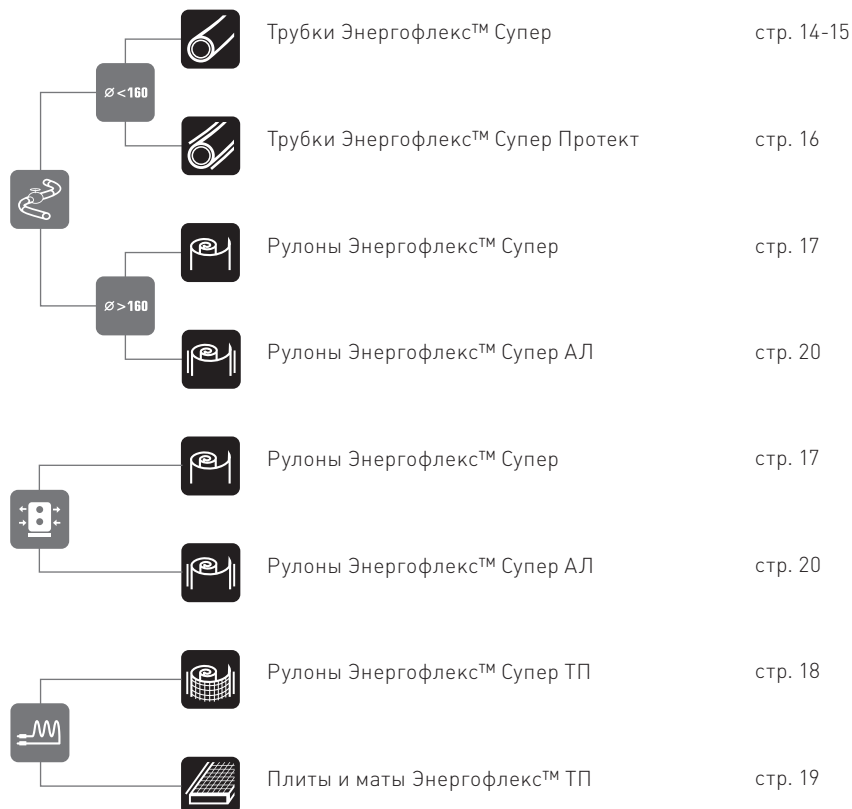 Трубки Энергофлекс™ Супер стр. 14-15
⌀<160
Трубки Энергофлекс™ Супер Протект стр. 16
Рулоны Энергофлекс™ Супер стр. 17
⌀>160
Рулоны Энергофлекс™ Супер АЛ стр. 20
Рулоны Энергофлекс™ Супер стр. 17
Рулоны Энергофлекс™ Супер АЛ стр. 20
Рулоны Энергофлекс™ Супер ТП стр. 18
Плиты и маты Энергофлекс™ ТП стр. 19